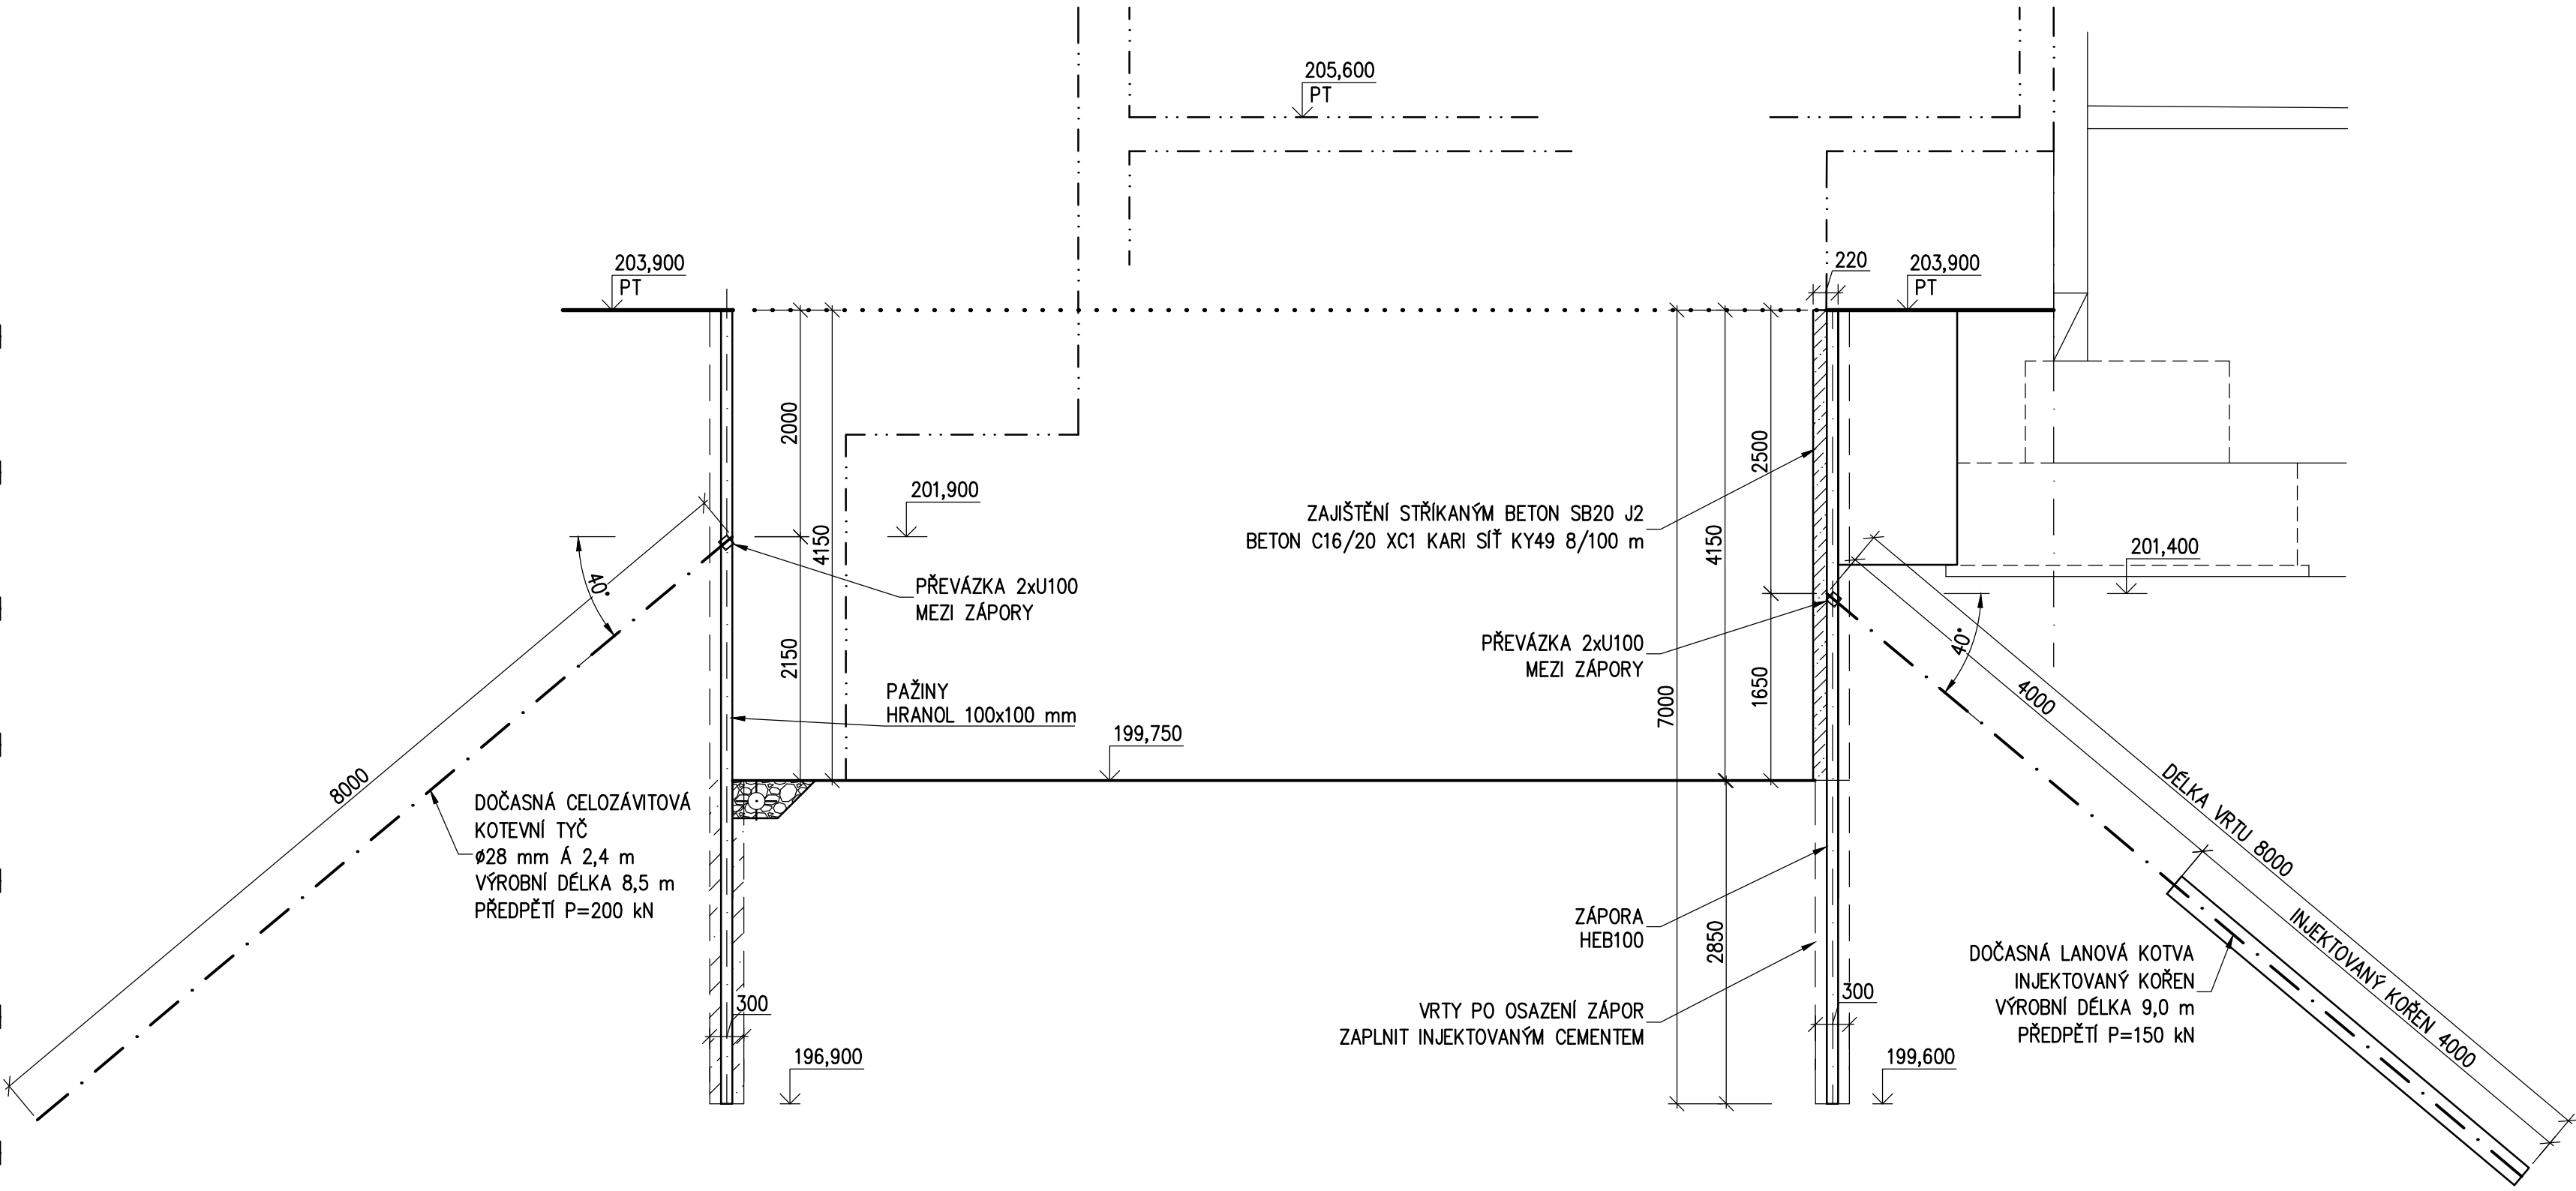 205,600
PT
203,900
PT
220
203,900
PT
2000
4150
201,900
2500
ZAJIŠTĚNÍ STŘÍKANÝM BETON SB20 J2
BETON C16/20 XC1 KARI SÍŤ KY49 8/100 m
4150
201,400
40°
PŘEVÁZKA 2xU100
MEZI ZÁPORY
PŘEVÁZKA 2xU100
MEZI ZÁPORY
40°
2150
PAŽINY
HRANOL 100x100 mm
7000
1650
4000
199,750
8000
DOČASNÁ CELOZÁVITOVÁ
KOTEVNÍ TYČ
ø28 mm Á 2,4 m
VÝROBNÍ DÉLKA 8,5 m
PŘEDPĚTÍ P=200 kN
DÉLKA VRTU 8000
ZÁPORA
HEB100
2850
INJEKTOVANÝ KOŘEN 4000
DOČASNÁ LANOVÁ KOTVA
INJEKTOVANÝ KOŘEN
VÝROBNÍ DÉLKA 9,0 m
PŘEDPĚTÍ P=150 kN
300
300
VRTY PO OSAZENÍ ZÁPOR
ZAPLNIT INJEKTOVANÝM CEMENTEM
196,900
199,600